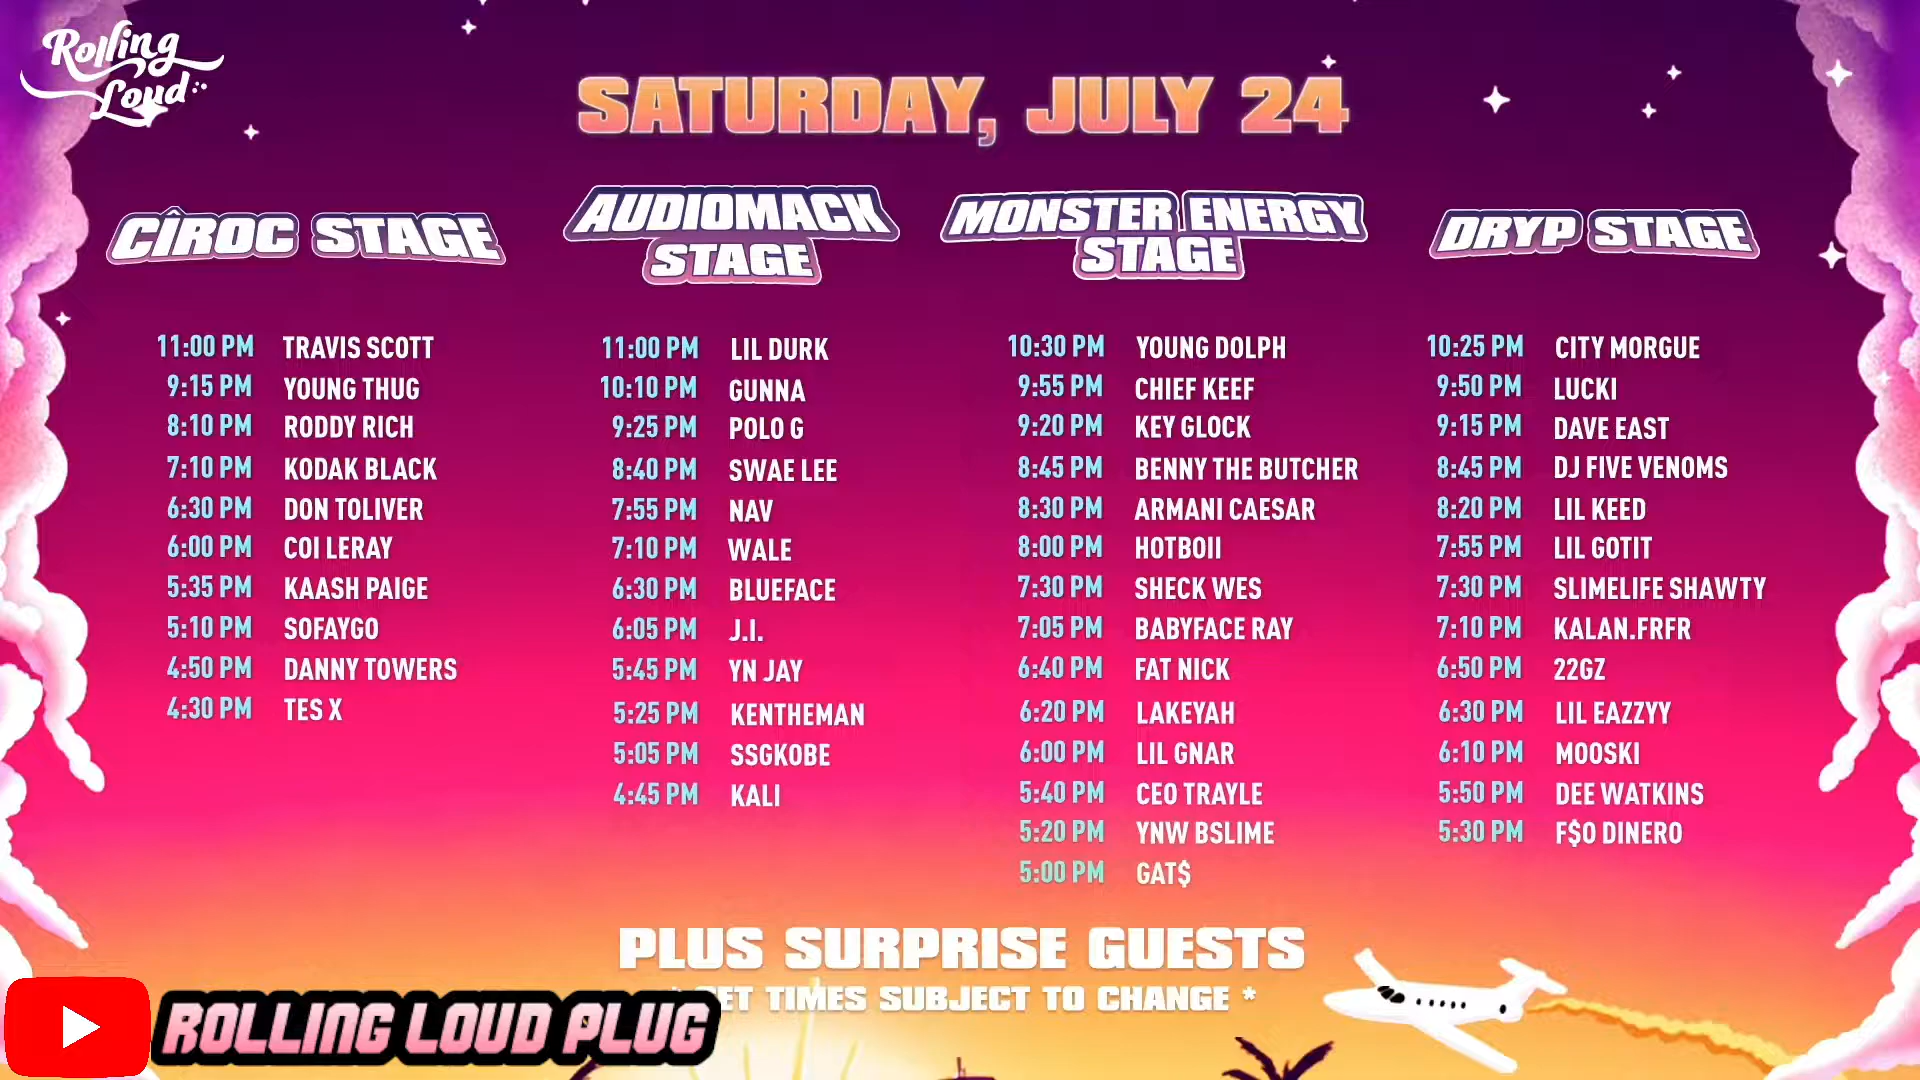 Rolling
Loud
SATURDAY, JULY 24
CÎROC STAGE
11:00 PM TRAVIS SCOTT
9:15 PM YOUNG THUG
8:10 PM RODDY RICH
7:10 PM KODAK BLACK
6:30 PM DON TOLIVER
6:00 PM COI LERAY
5:35 PM KAASH PAIGE
5:10 PM SOFAYGO
4:50 PM DANNY TOWERS
4:30 PM TES X
AUDIOMACK
STAGE
11:00 PM LIL DURK
10:10 PM GUNNA
9:25 PM POLO G
8:40 PM SWAE LEE
7:55 PM NAV
7:10 PM WALE
6:30 PM BLUEFACE
6:05 PM J.I.
5:45 PM YN JAY
5:25 PM KENTHEMAN
5:05 PM SSGKOBE
4:45 PM KALI
MONSTER ENERGY
STAGE
10:30 PM YOUNG DOLPH
9:55 PM CHIEF KEEF
9:20 PM KEY GLOCK
8:45 PM BENNY THE BUTCHER
8:30 PM ARMANI CAESAR
8:00 PM HOTBOII
7:30 PM SHECK WES
7:05 PM BABYFACE RAY
6:40 PM FAT NICK
6:20 PM LAKEYAH
6:00 PM LIL GNAR
5:40 PM CEO TRAYLE
5:20 PM YNW BSLIME
5:00 PM GAT$
DRYP STAGE
10:25 PM CITY MORGUE
9:50 PM LUCKI
9:15 PM DAVE EAST
8:45 PM DJ FIVE VENOMS
8:20 PM LIL KEED
7:55 PM LIL GOTIT
7:30 PM SLIMELIFE SHAWTY
7:10 PM KALAN.FRFR
6:50 PM 22GZ
6:30 PM LIL EAZZYY
6:10 PM MOOSKI
5:50 PM DEE WATKINS
5:30 PM F$O DINERO
PLUS SURPRISE GUESTS
* SET TIMES SUBJECT TO CHANGE *
ROLLING LOUD PLUG